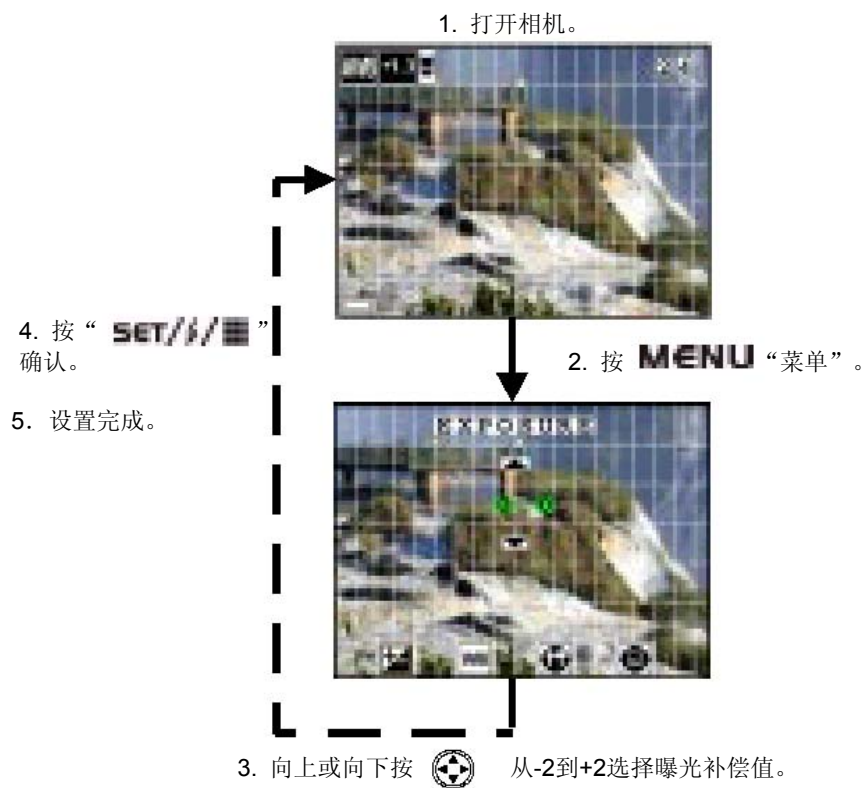 1. 打开相机。
2. 按 MENU “菜单” 。
EXPOSURE
3. 向上或向下按 从-2到+2选择曝光补偿值。
4. 按“ SET/i/ ”
确认。
5. 设置完成。